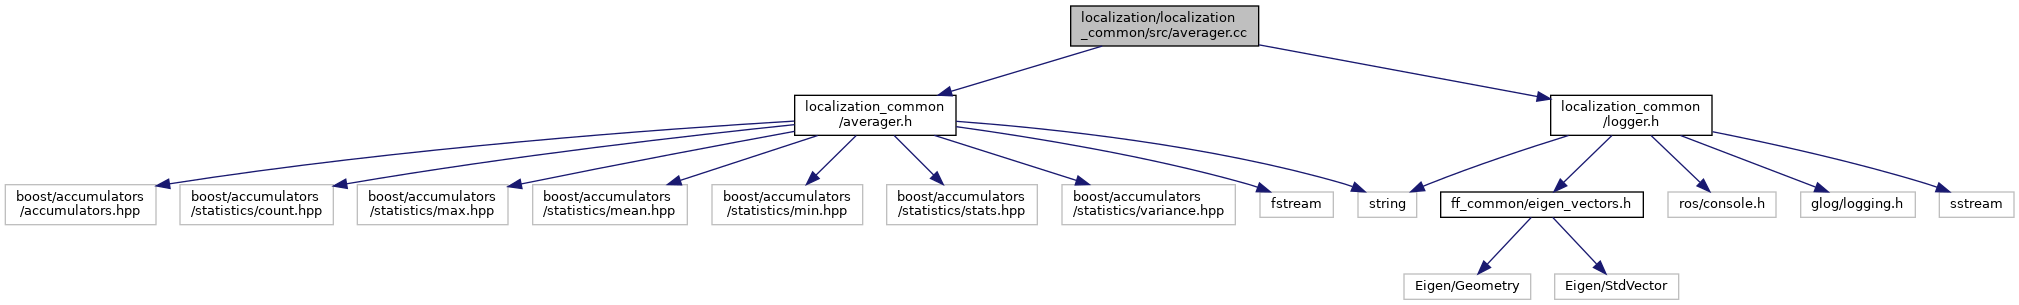 localization/localization
_common/src/averager.cc
localization_common
/averager.h
localization_common
/logger.h
boost/accumulators
/accumulators.hpp
boost/accumulators
/statistics/count.hpp
boost/accumulators
/statistics/max.hpp
boost/accumulators
/statistics/mean.hpp
boost/accumulators
/statistics/min.hpp
boost/accumulators
/statistics/stats.hpp
boost/accumulators
/statistics/variance.hpp
fstream
string
ff_common/eigen_vectors.h
ros/console.h
glog/logging.h
sstream
Eigen/Geometry
Eigen/StdVector